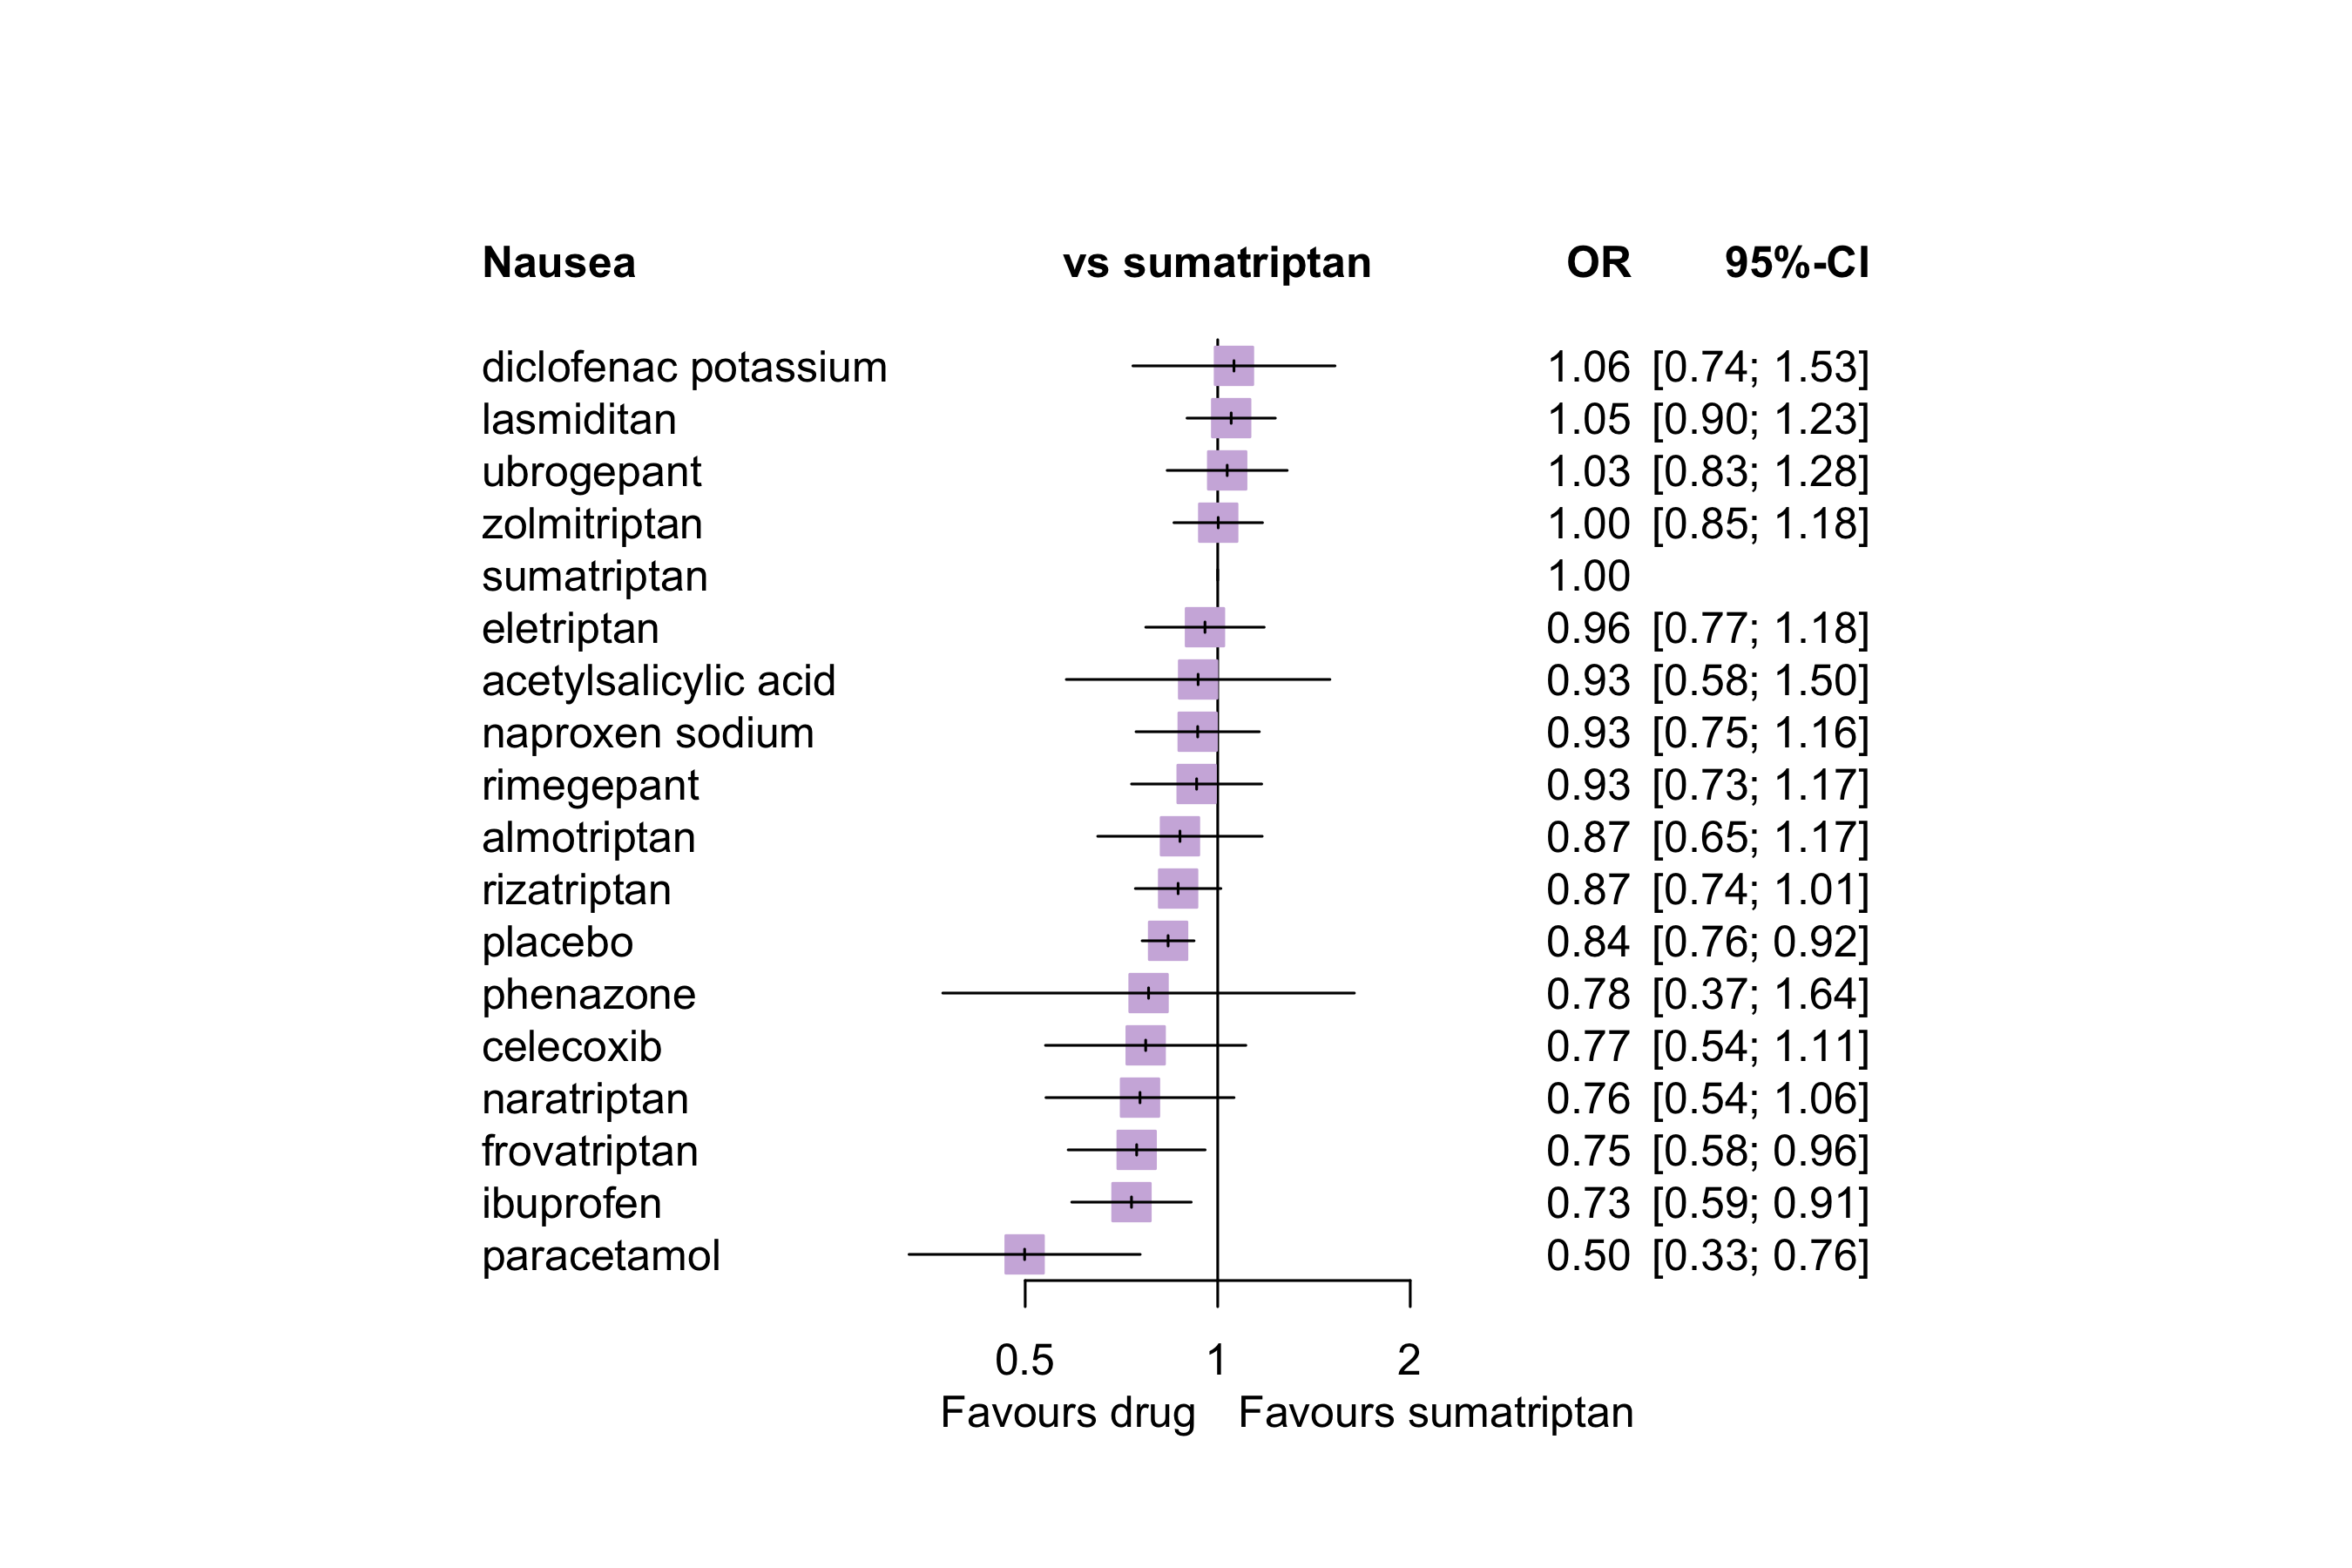 Nausea vs sumatriptan OR 95%-CI
diclofenac potassium 1.06 [0.74; 1.53]
lasmiditan 1.05 [0.90; 1.23]
ubrogepant 1.03 [0.83; 1.28]
zolmitriptan 1.00 [0.85; 1.18]
sumatriptan 1.00
eletriptan 0.96 [0.77; 1.18]
acetylsalicylic acid 0.93 [0.58; 1.50]
naproxen sodium 0.93 [0.75; 1.16]
rimegepant 0.93 [0.73; 1.17]
almotriptan 0.87 [0.65; 1.17]
rizatriptan 0.87 [0.74; 1.01]
placebo 0.84 [0.76; 0.92]
phenazone 0.78 [0.37; 1.64]
celecoxib 0.77 [0.54; 1.11]
naratriptan 0.76 [0.54; 1.06]
frovatriptan 0.75 [0.58; 0.96]
ibuprofen 0.73 [0.59; 0.91]
paracetamol 0.50 [0.33; 0.76]
0.5 1 2
Favours drug Favours sumatriptan